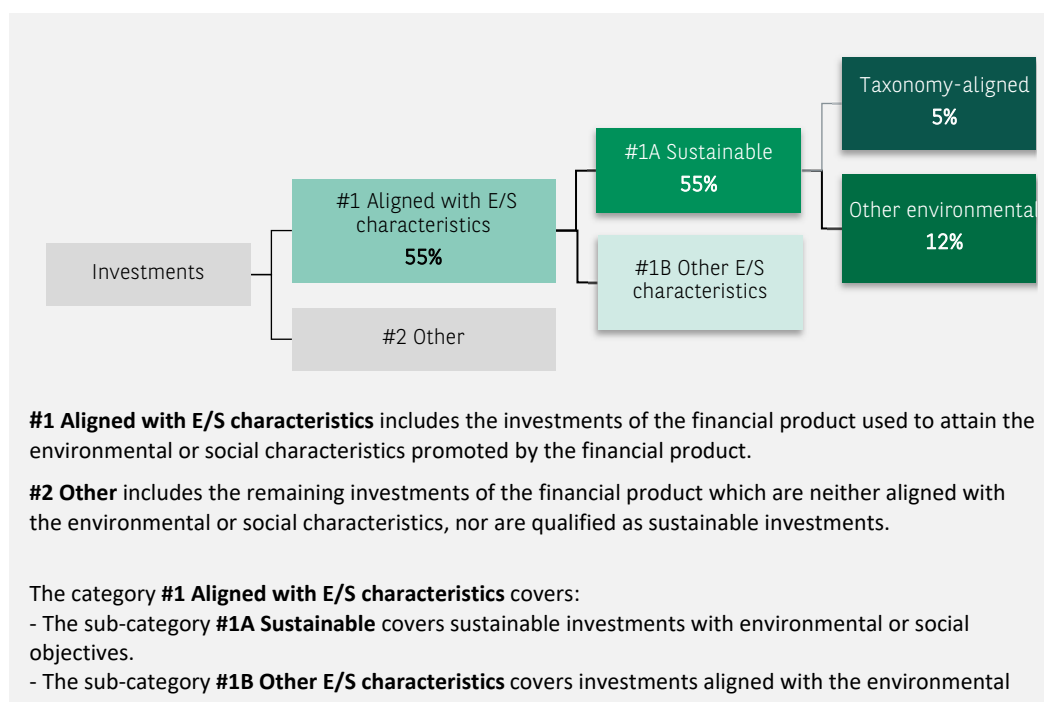 Taxonomy-aligned
5%
#1A Sustainable
55%
#1 Aligned with E/S
characteristics
55%
Other environmental
12%
Investments
#1B Other E/S
characteristics
#2 Other
#1 Aligned with E/S characteristics includes the investments of the financial product used to attain the
environmental or social characteristics promoted by the financial product.
#2 Other includes the remaining investments of the financial product which are neither aligned with
the environmental or social characteristics, nor are qualified as sustainable investments.
The category #1 Aligned with E/S characteristics covers:
- The sub-category #1A Sustainable covers sustainable investments with environmental or social
objectives.
- The sub-category #1B Other E/S characteristics covers investments aligned with the environmental